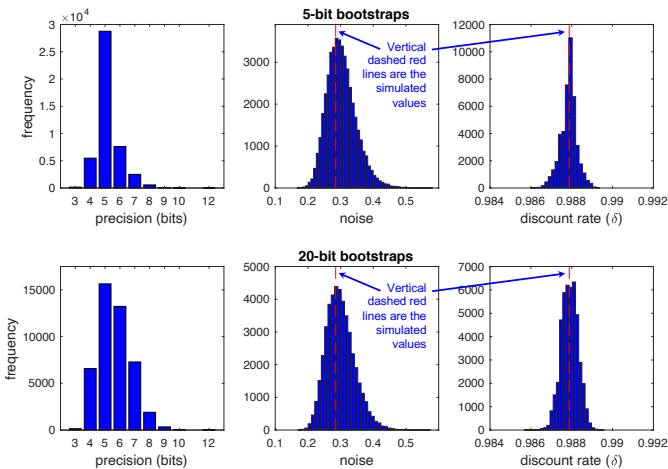 5-bit bootstraps
×10⁴
3
2.5
2
1.5
1
0.5
0
frequency
3 4 5 6 7 8 9 10 12
precision (bits)
3000
2000
1000
0
0.1 0.2 0.3 0.4 0.5
noise
Vertical
dashed red
lines are the
simulated
values
12000
10000
8000
6000
4000
2000
0
0.984 0.986 0.988 0.99 0.992
discount rate (δ)
20-bit bootstraps
15000
10000
5000
0
frequency
3 4 5 6 7 8 9 10 12
precision (bits)
5000
4000
3000
2000
1000
0
0.1 0.2 0.3 0.4 0.5
noise
Vertical
dashed red
lines are the
simulated
values
7000
6000
5000
4000
3000
2000
1000
0
0.984 0.986 0.988 0.99 0.992
discount rate (δ)